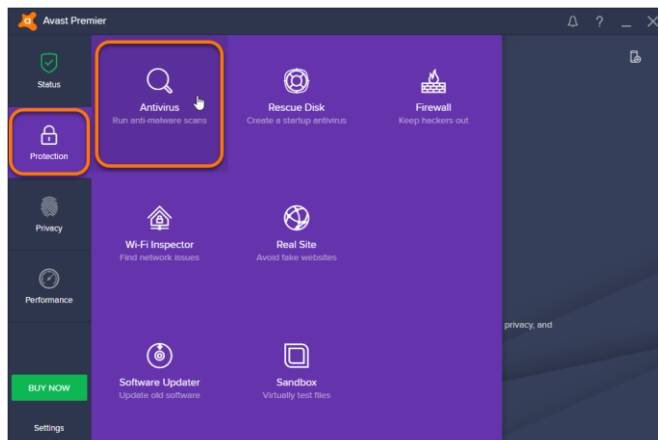 Avast Premier
?
Status
Protection
Privacy
Performance
BUY NOW
Settings
Antivirus
Run anti-malware scans
Rescue Disk
Create a startup antivirus
Firewall
Keep hackers out
Wi-Fi Inspector
Find network issues
Real Site
Avoid fake websites
Software Updater
Update old software
Sandbox
Virtually test files
privacy, and